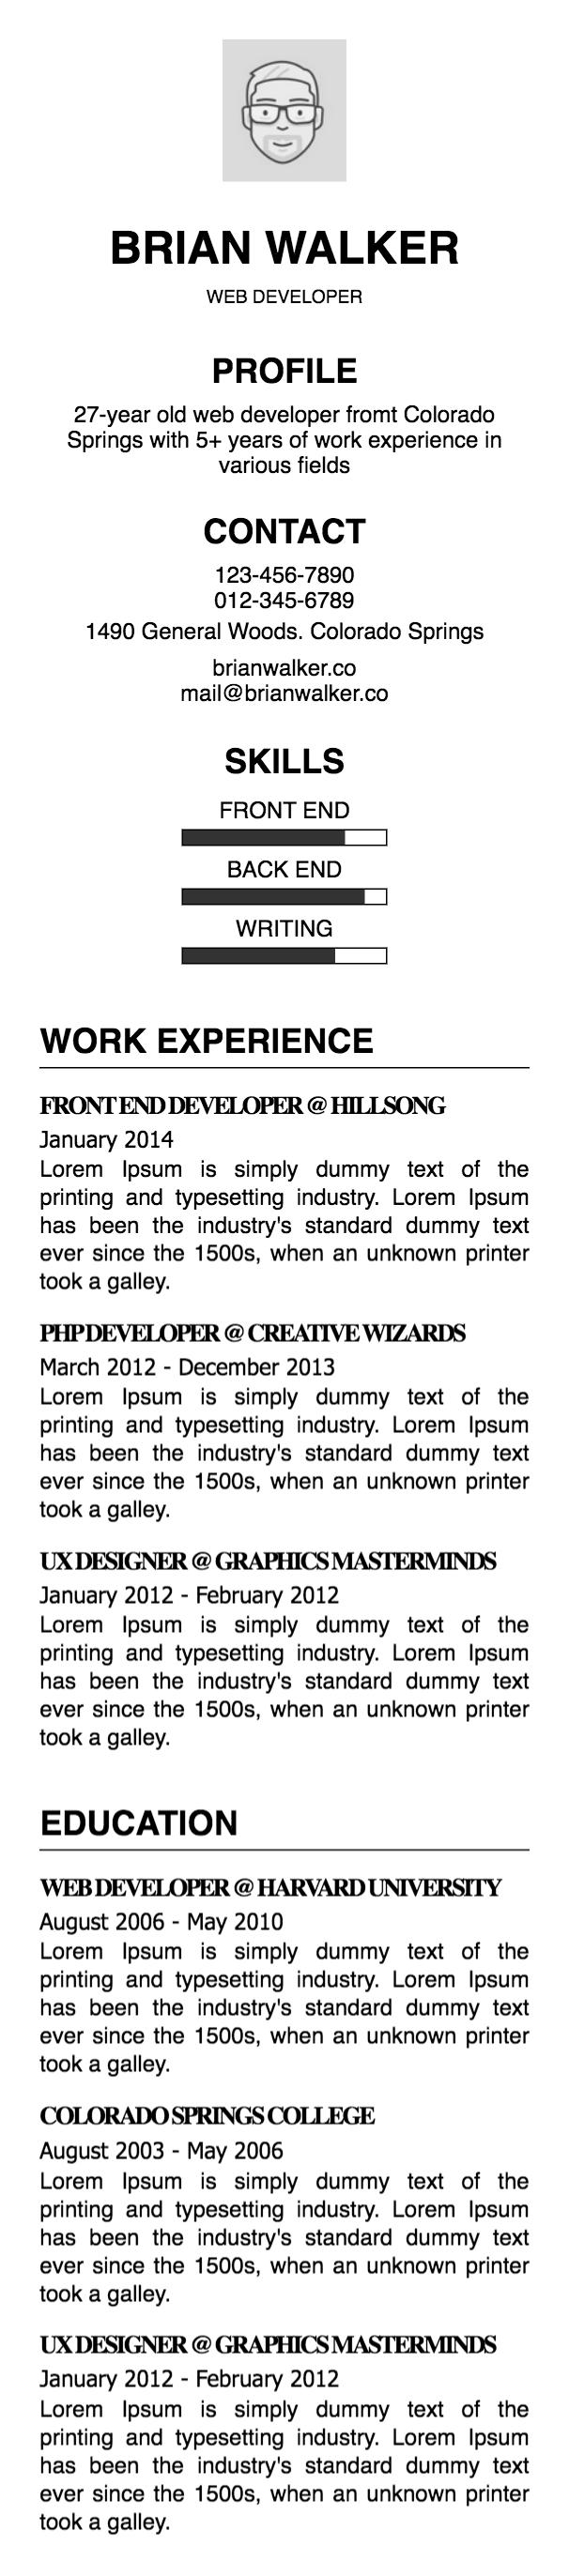 BRIAN WALKER
WEB DEVELOPER
PROFILE
27-year old web developer fromt Colorado
Springs with 5+ years of work experience in
various fields
CONTACT
123-456-7890
012-345-6789
1490 General Woods. Colorado Springs
brianwalker.co
mail@brianwalker.co
SKILLS
FRONT END
BACK END
WRITING
WORK EXPERIENCE
FRONT END DEVELOPER @ HILLSONG
January 2014
Lorem Ipsum is simply dummy text of the
printing and typesetting industry. Lorem Ipsum
has been the industry's standard dummy text
ever since the 1500s, when an unknown printer
took a galley.
PHP DEVELOPER @ CREATIVE WIZARDS
March 2012 - December 2013
Lorem Ipsum is simply dummy text of the
printing and typesetting industry. Lorem Ipsum
has been the industry's standard dummy text
ever since the 1500s, when an unknown printer
took a galley.
UX DESIGNER @ GRAPHICS MASTERMINDS
January 2012 - February 2012
Lorem Ipsum is simply dummy text of the
printing and typesetting industry. Lorem Ipsum
has been the industry's standard dummy text
ever since the 1500s, when an unknown printer
took a galley.
EDUCATION
WEB DEVELOPER @ HARVARD UNIVERSITY
August 2006 - May 2010
Lorem Ipsum is simply dummy text of the
printing and typesetting industry. Lorem Ipsum
has been the industry's standard dummy text
ever since the 1500s, when an unknown printer
took a galley.
COLORADO SPRINGS COLLEGE
August 2003 - May 2006
Lorem Ipsum is simply dummy text of the
printing and typesetting industry. Lorem Ipsum
has been the industry's standard dummy text
ever since the 1500s, when an unknown printer
took a galley.
UX DESIGNER @ GRAPHICS MASTERMINDS
January 2012 - February 2012
Lorem Ipsum is simply dummy text of the
printing and typesetting industry. Lorem Ipsum
has been the industry's standard dummy text
ever since the 1500s, when an unknown printer
took a galley.